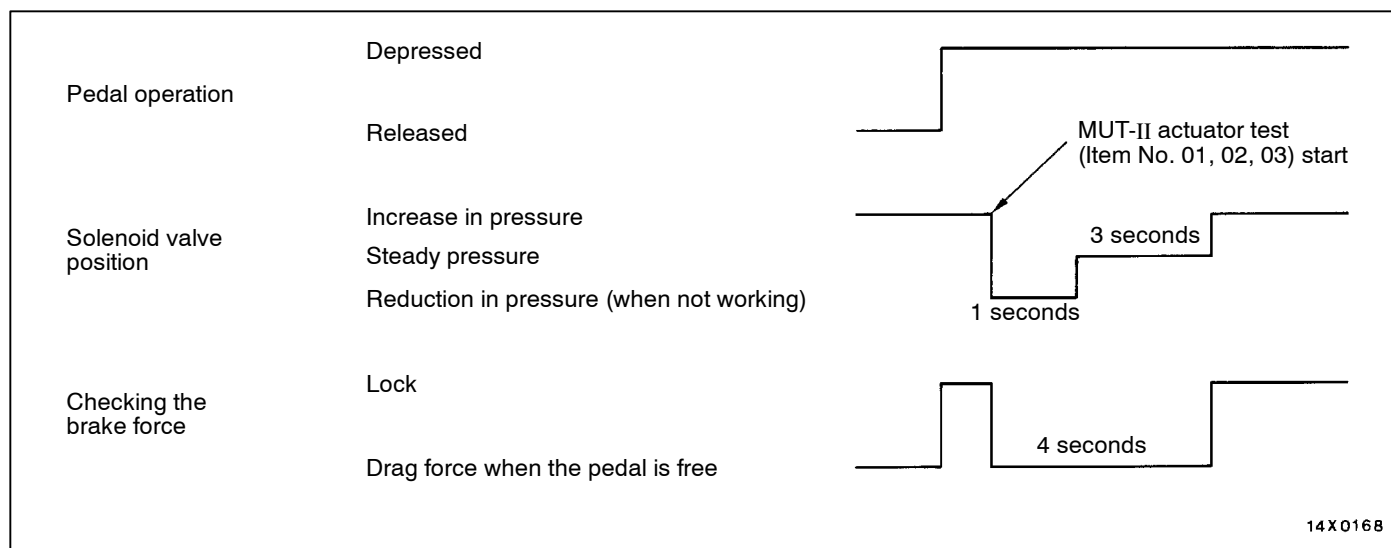 Depressed
Pedal operation
Released
MUT-II actuator test
(Item No. 01, 02, 03) start
Increase in pressure
Solenoid valve
position
3 seconds
Steady pressure
Reduction in pressure (when not working)
1 seconds
Lock
Checking the
brake force
4 seconds
Drag force when the pedal is free
14X0168